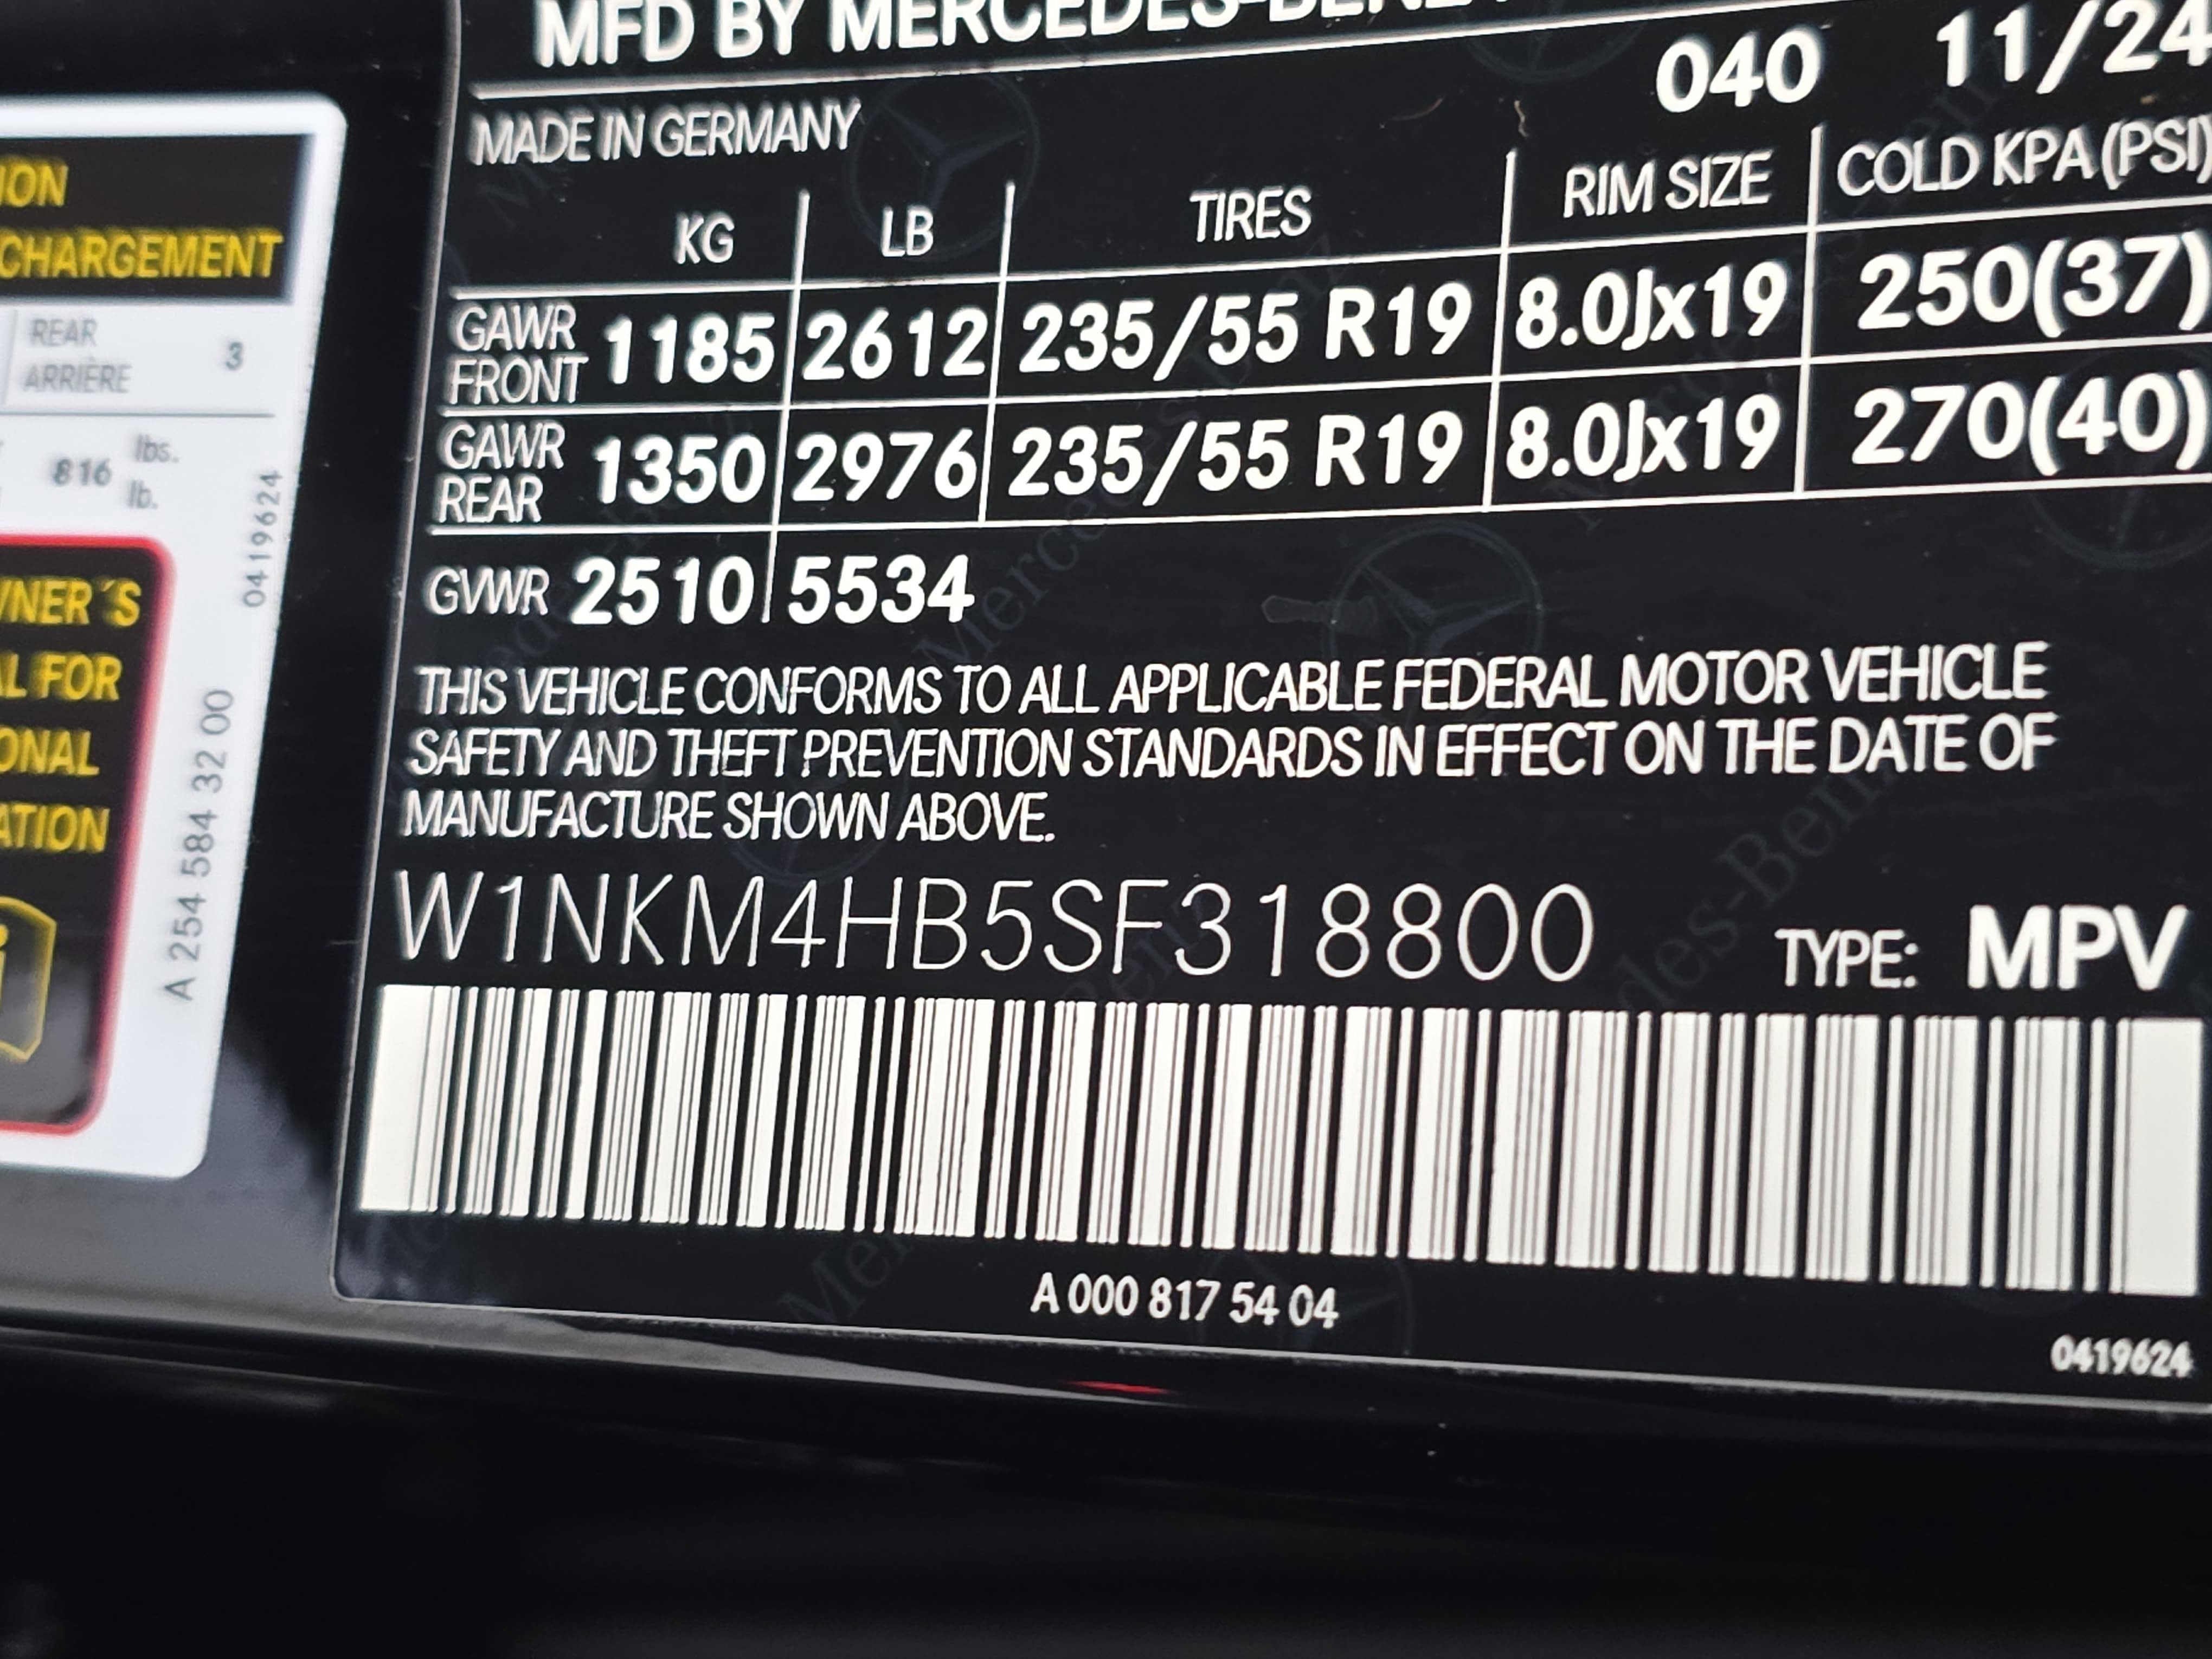 MFD BY MERCEDES-BENZ
040 11/24
MADE IN GERMANY
KG LB TIRES RIM SIZE COLD KPA (PSI)
GAWR FRONT 1185 2612 235/55 R19 8.0Jx19 250(37)
GAWR REAR 1350 2976 235/55 R19 8.0Jx19 270(40)
GVWR 2510 5534
THIS VEHICLE CONFORMS TO ALL APPLICABLE FEDERAL MOTOR VEHICLE
SAFETY AND THEFT PREVENTION STANDARDS IN EFFECT ON THE DATE OF
MANUFACTURE SHOWN ABOVE.
W1NKM4HB5SF318800 TYPE: MPV
A 000 817 54 04
0419624
ION
CHARGEMENT
REAR 3
ARRIÈRE
816 lbs.
lb.
0419624
WNER´S
AL FOR
ONAL
ATION
i
A 254 584 32 00